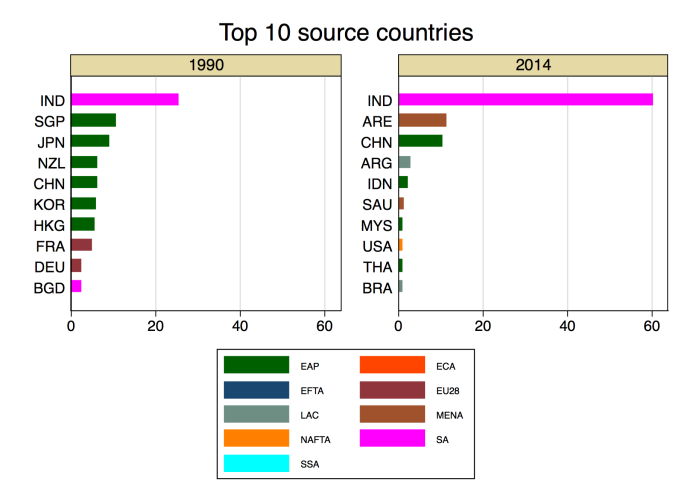 Top 10 source countries
1990
IND
SGP
JPN
NZL
CHN
KOR
HKG
FRA
DEU
BGD
0 20 40 60
2014
IND
ARE
CHN
ARG
IDN
SAU
MYS
USA
THA
BRA
0 20 40 60
EAP ECA
EFTA EU28
LAC MENA
NAFTA SA
SSA